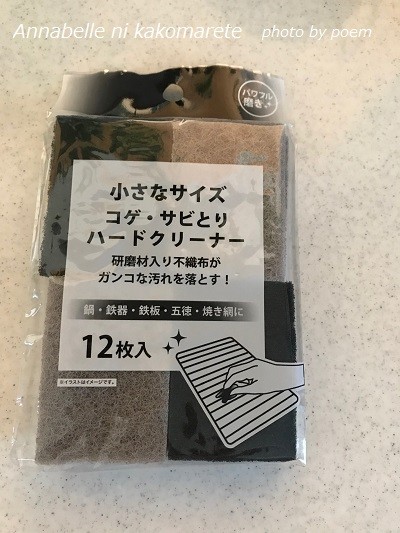 Annabelle ni kakomarete photo by poem
パワフル
磨き
小さなサイズ
コゲ・サビとり
ハードクリーナー
研磨材入り不織布が
ガンコな汚れを落とす！
鍋・鉄器・鉄板・五徳・焼き網に
12枚入
※イラストはイメージです。